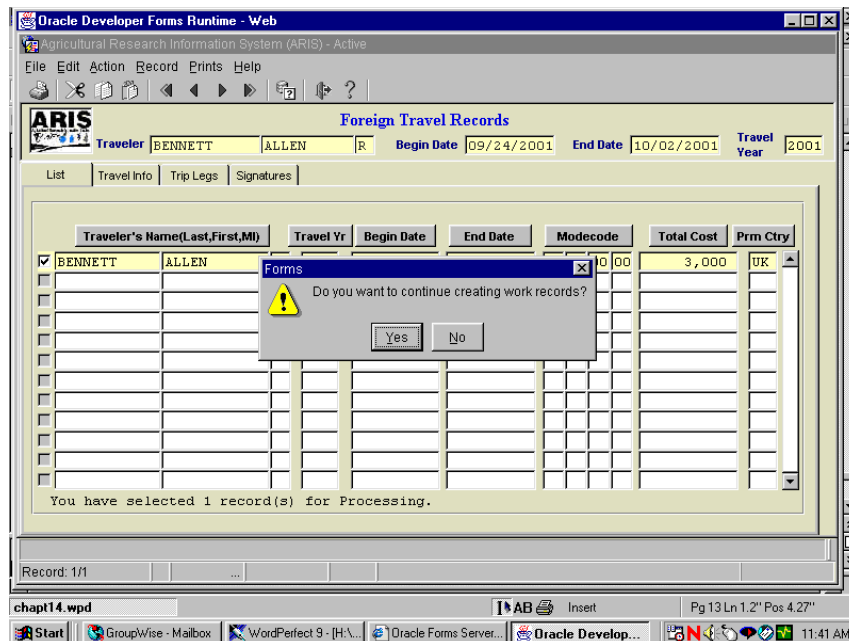 Oracle Developer Forms Runtime - Web
Agricultural Research Information System (ARIS) - Active
File Edit Action Record Prints Help
ARIS
Foreign Travel Records
Traveler BENNETT ALLEN R Begin Date 09/24/2001 End Date 10/02/2001 Travel Year 2001
List Travel Info Trip Legs Signatures
Traveler's Name(Last,First,MI) Travel Yr Begin Date End Date Modecode Total Cost Prm Ctry
BENNETT ALLEN 00 00 3,000 UK
Forms
Do you want to continue creating work records?
Yes No
You have selected 1 record(s) for Processing.
Record: 1/1 ...
chapt14.wpd AB Insert Pg 13 Ln 1.2" Pos 4.27"
Start GroupWise - Mailbox WordPerfect 9 - [H:\... Oracle Forms Server... Oracle Develop... 11:41 AM